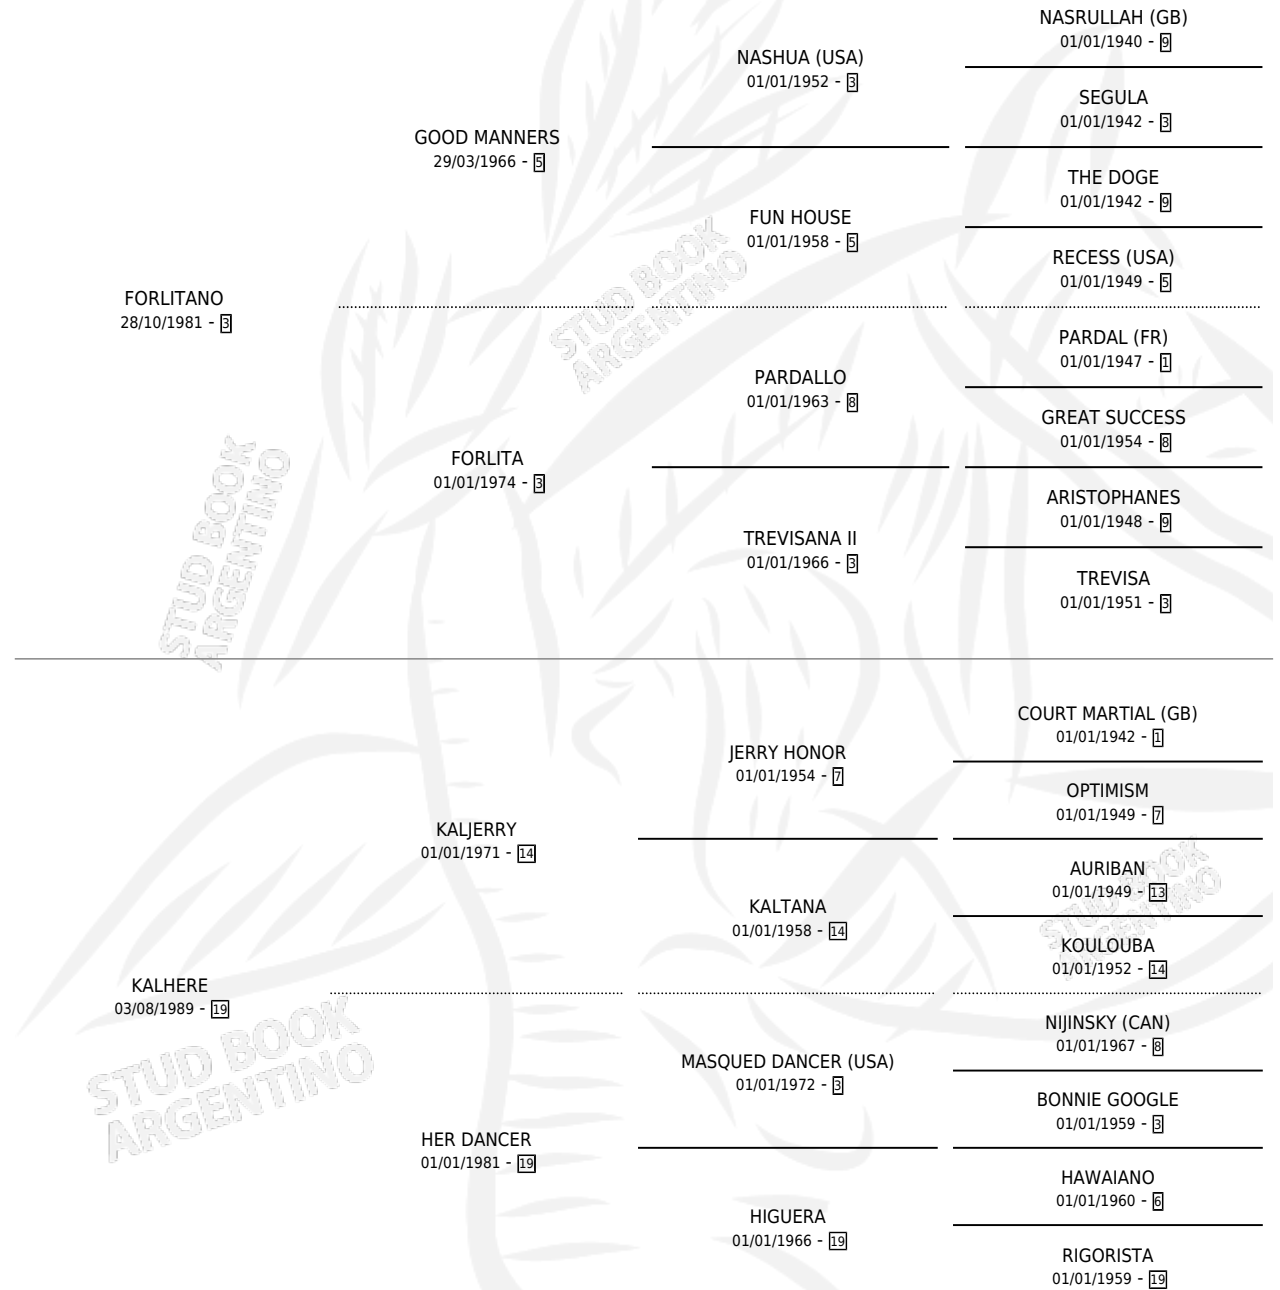 NASRULLAH (GB)
01/01/1940 - 9
NASHUA (USA)
01/01/1952 - 3
SEGULA
01/01/1942 - 3
GOOD MANNERS
29/03/1966 - 5
THE DOGE
01/01/1942 - 9
FUN HOUSE
01/01/1958 - 5
RECESS (USA)
01/01/1949 - 5
FORLITANO
28/10/1981 - 3
STUD BOOK
ARGENTINO
PARDAL (FR)
01/01/1947 - 1
PARDALLO
01/01/1963 - 8
GREAT SUCCESS
01/01/1954 - 8
FORLITA
01/01/1974 - 3
ARISTOPHANES
01/01/1948 - 9
TREVISANA II
01/01/1966 - 3
TREVISA
01/01/1951 - 3
STUD BOOK
ARGENTINO
COURT MARTIAL (GB)
01/01/1942 - 1
JERRY HONOR
01/01/1954 - 7
OPTIMISM
01/01/1949 - 7
KALJERRY
01/01/1971 - 14
AURIBAN
01/01/1949 - 13
KALTANA
01/01/1958 - 14
STUD BOOK
ARGENTINO
KOULOUBA
01/01/1952 - 14
KALHERE
03/08/1989 - 19
NIJINSKY (CAN)
01/01/1967 - 8
MASQUED DANCER (USA)
01/01/1972 - 3
STUD BOOK
ARGENTINO
BONNIE GOOGLE
01/01/1959 - 3
HER DANCER
01/01/1981 - 19
HAWAIANO
01/01/1960 - 6
HIGUERA
01/01/1966 - 19
RIGORISTA
01/01/1959 - 19